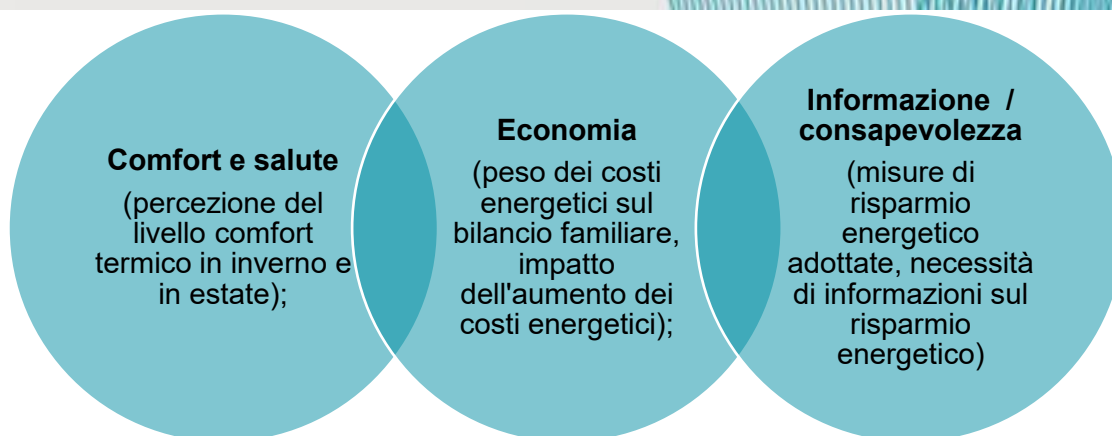 Comfort e salute
(percezione del
livello comfort
termico in inverno e
in estate);
Economia
(peso dei costi
energetici sul
bilancio familiare,
impatto
dell'aumento dei
costi energetici);
Informazione /
consapevolezza
(misure di
risparmio
energetico
adottate, necessità
di informazioni sul
risparmio
energetico)